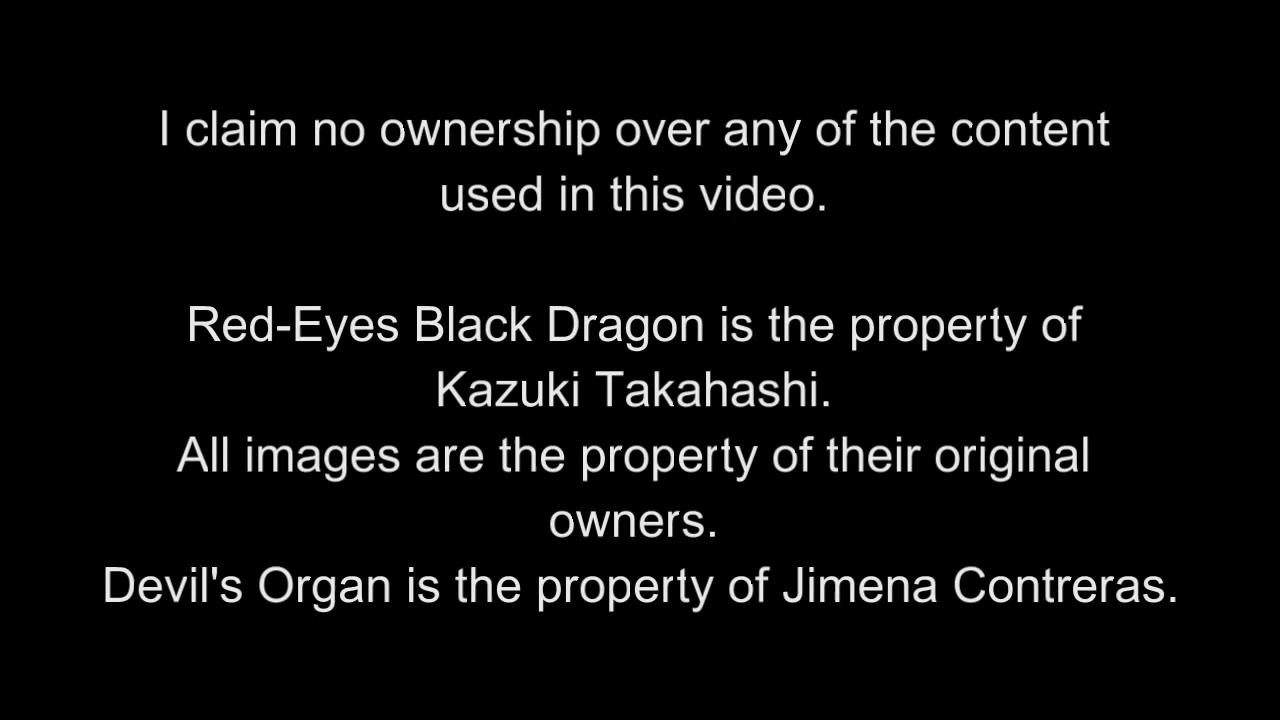 I claim no ownership over any of the content
used in this video.
Red-Eyes Black Dragon is the property of
Kazuki Takahashi.
All images are the property of their original
owners.
Devil's Organ is the property of Jimena Contreras.